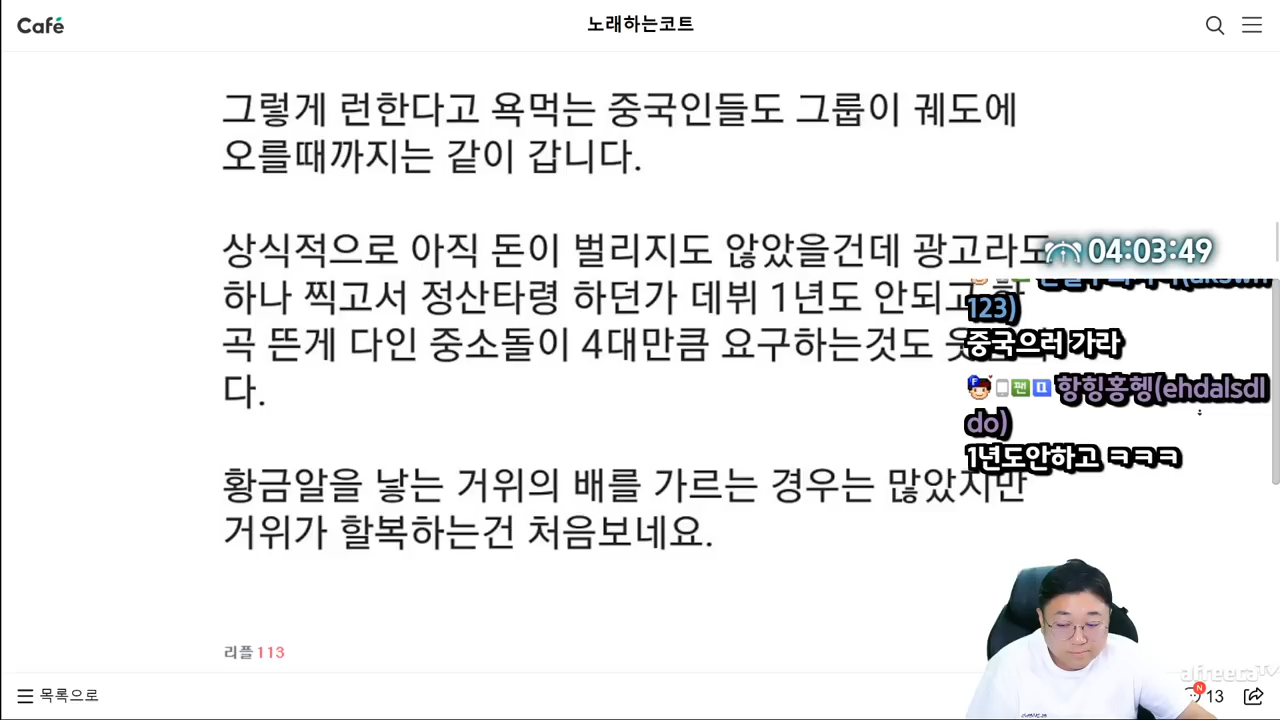 Café
노래하는코트
그렇게 런한다고 욕먹는 중국인들도 그룹이 궤도에
오를때까지는 같이 갑니다.
상식적으로 아직 돈이 벌리지도 않았을건데 광고라도
하나 찍고서 정산타령 하던가 데뷔 1년도 안되고
곡 뜬게 다인 중소돌이 4대만큼 요구하는것도
다.
황금알을 낳는 거위의 배를 가르는 경우는 많았지만
거위가 할복하는건 처음보네요.
04:03:49
123)
중국으러 가라
팬 항힝홍헹(ehdalsdl
do)
1년도안하고 ㅋㅋㅋ
리플 113
목록으로
afreecaTV
N
13